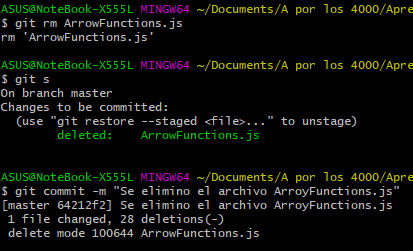 ASUS@NoteBook-X555L MINGW64 ~/Documents/A por los 4000/Apre
$ git rm ArrowFunctions.js
rm 'ArrowFunctions.js'
ASUS@NoteBook-X555L MINGW64 ~/Documents/A por los 4000/Apre
$ git s
On branch master
Changes to be committed:
(use "git restore --staged <file>..." to unstage)
deleted: ArrowFunctions.js
ASUS@NoteBook-X555L MINGW64 ~/Documents/A por los 4000/Apre
$ git commit -m "Se elimino el archivo ArroyFunctions.js"
[master 64212f2] Se elimino el archivo ArroyFunctions.js
1 file changed, 28 deletions(-)
delete mode 100644 ArrowFunctions.js